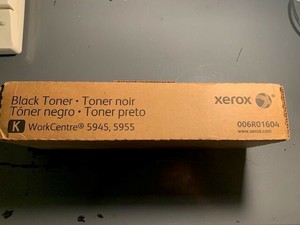 Black Toner • Toner noir
Tóner negro • Toner preto
K WorkCentre® 5945, 5955
xerox
006R01604
www.xerox.com